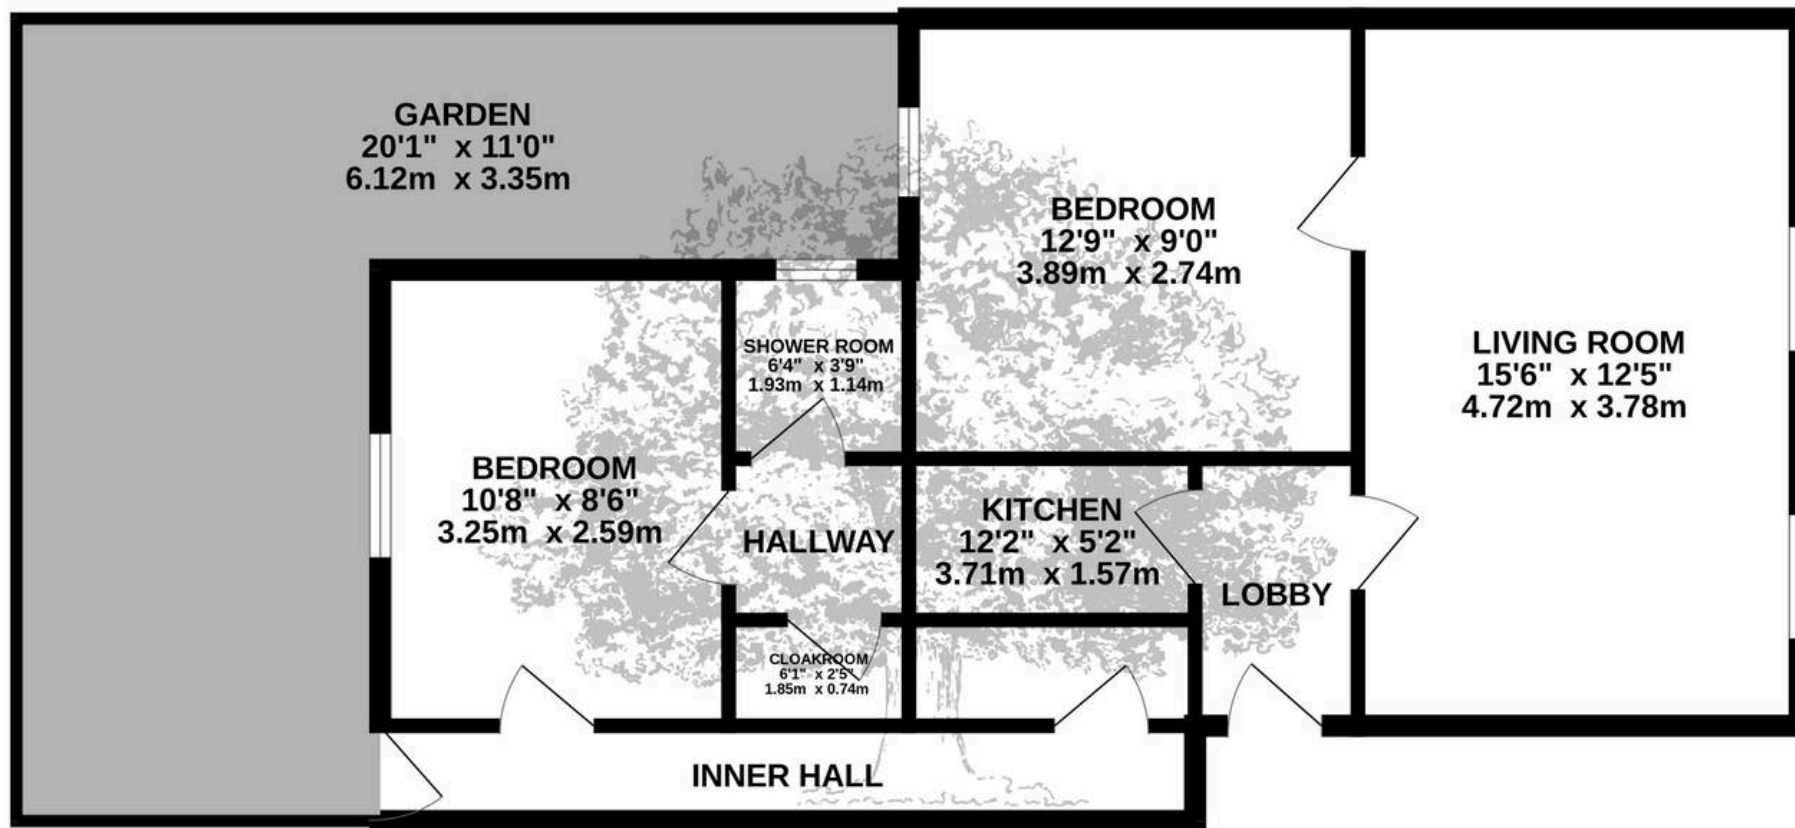 GARDEN
20'1" x 11'0"
6.12m x 3.35m
BEDROOM
12'9" x 9'0"
3.89m x 2.74m
LIVING ROOM
15'6" x 12'5"
4.72m x 3.78m
SHOWER ROOM
6'4" x 3'9"
1.93m x 1.14m
BEDROOM
10'8" x 8'6"
3.25m x 2.59m
HALLWAY
KITCHEN
12'2" x 5'2"
3.71m x 1.57m
LOBBY
CLOAKROOM
6'1" x 2'5"
1.85m x 0.74m
INNER HALL